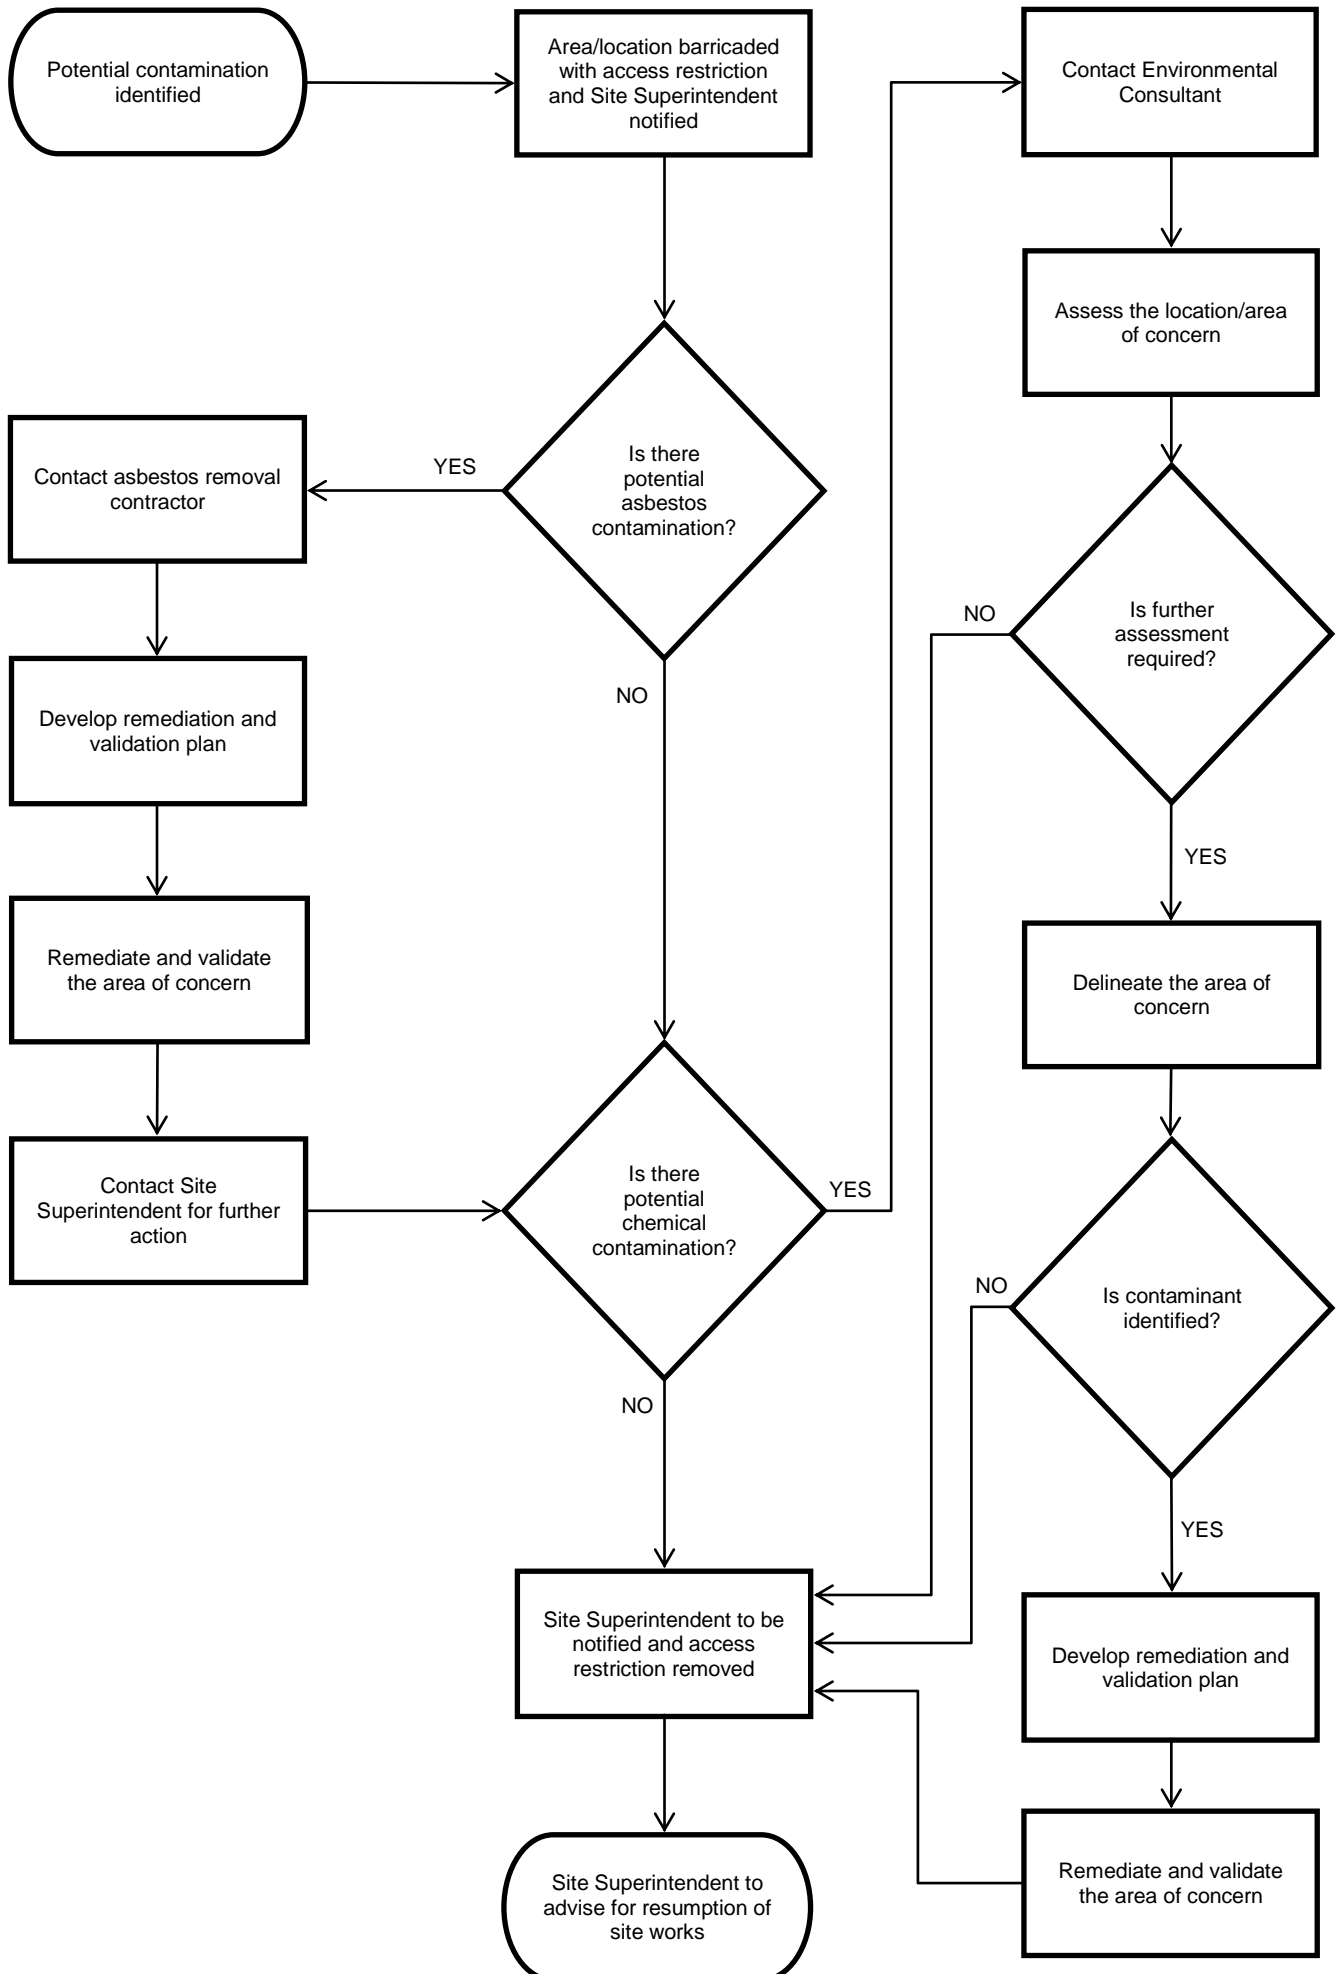 Potential contamination
identified
Area/location barricaded
with access restriction
and Site Superintendent
notified
Contact Environmental
Consultant
Assess the location/area
of concern
Is there
potential
asbestos
contamination?
YES
Contact asbestos removal
contractor
NO
Is further
assessment
required?
NO
Develop remediation and
validation plan
YES
Remediate and validate
the area of concern
Delineate the area of
concern
Contact Site
Superintendent for further
action
Is there
potential
chemical
contamination?
YES
NO
Is contaminant
identified?
NO
YES
Site Superintendent to be
notified and access
restriction removed
Develop remediation and
validation plan
Remediate and validate
the area of concern
Site Superintendent to
advise for resumption of
site works